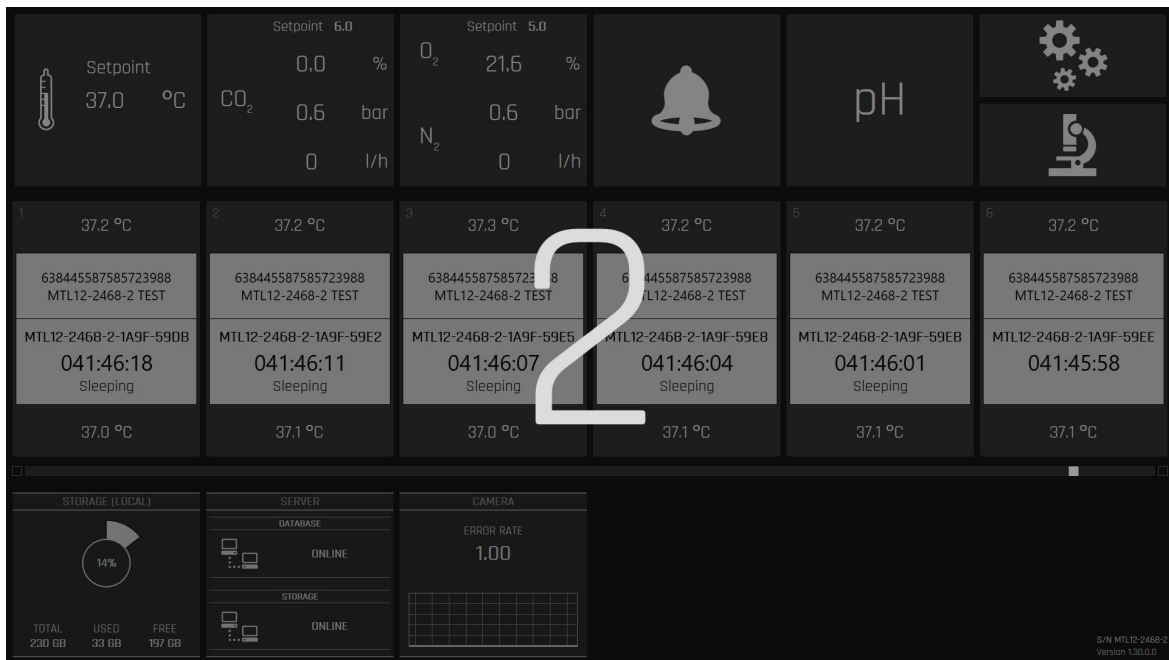 Setpoint
37.0 °C
Setpoint 6.0
CO₂
0.0 %
0.6 bar
0 l/h
Setpoint 5.0
O₂ 21.6 %
0.6 bar
N₂
0 l/h
pH
1
37.2 °C
638445587585723988
MTL12-2468-2 TEST
MTL12-2468-2-1A9F-59DB
041:46:18
Sleeping
37.0 °C
2
37.2 °C
638445587585723988
MTL12-2468-2 TEST
MTL12-2468-2-1A9F-59E2
041:46:11
Sleeping
37.1 °C
3
37.3 °C
MTL12-2468-2 TEST
MTL12-2468-2-1A9F-59E5
041:46:07
Sleeping
37.0 °C
2
4
37.2 °C
TEST
MTL12-2468-2-1A9F-59E8
041:46:04
Sleeping
37.1 °C
5
37.2 °C
638445587585723988
MTL12-2468-2 TEST
MTL12-2468-2-1A9F-59EB
041:46:01
Sleeping
37.1 °C
6
37.2 °C
638445587585723988
MTL12-2468-2 TEST
MTL12-2468-2-1A9F-59EE
041:45:58
37.1 °C
STORAGE (LOCAL)
14%
TOTAL USED FREE
230 GB 33 GB 197 GB
SERVER
DATABASE
ONLINE
STORAGE
ONLINE
CAMERA
ERROR RATE
1.00
S/N MTL12-2468-2
Version 1.30.0.0